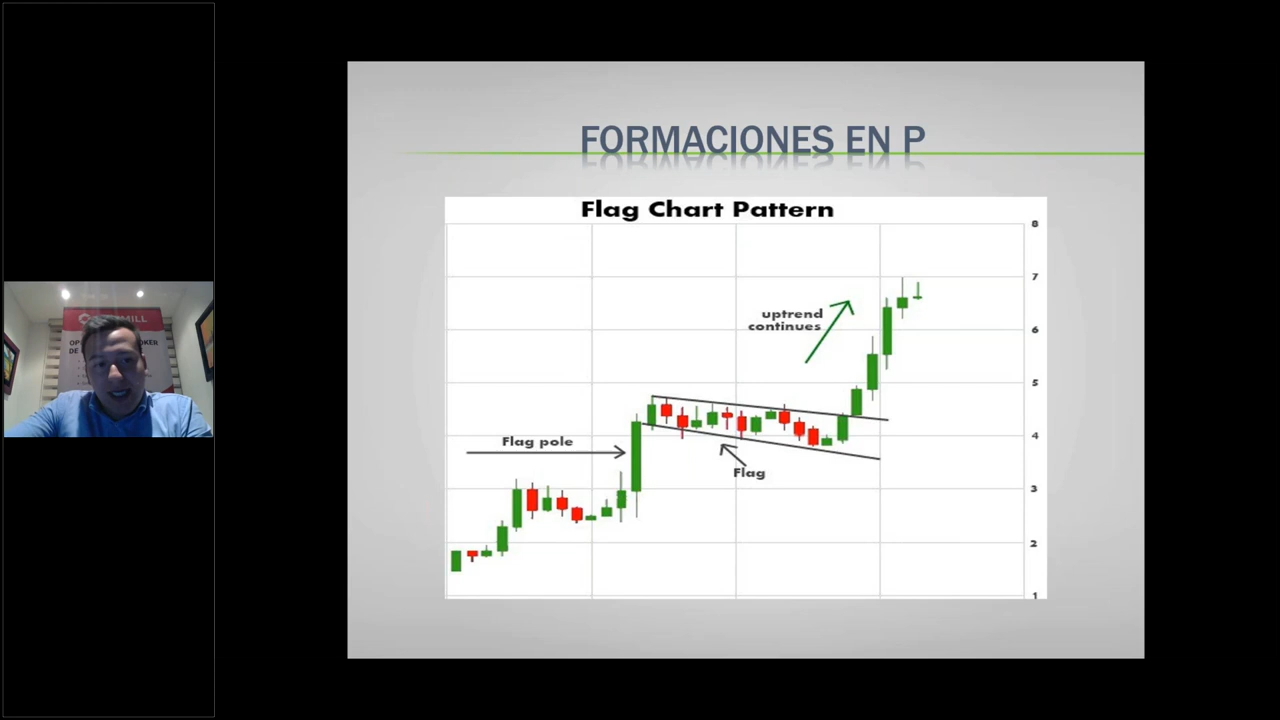 FORMACIONES EN P
Flag Chart Pattern
8
7
uptrend
continues
6
5
Flag pole
4
Flag
3
2
1